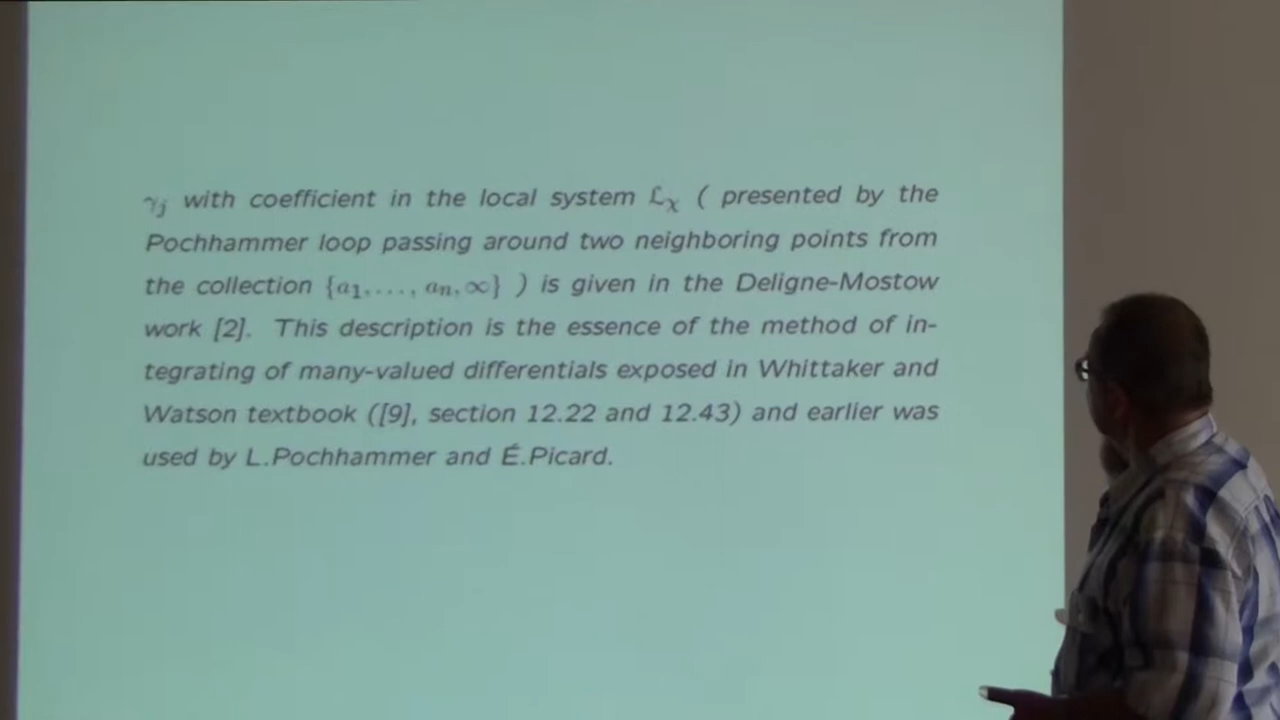 γj with coefficient in the local system ℒχ ( presented by the
Pochhammer loop passing around two neighboring points from
the collection {a1, . . . , an, ∞} ) is given in the Deligne-Mostow
work [2]. This description is the essence of the method of in-
tegrating of many-valued differentials exposed in Whittaker and
Watson textbook ([9], section 12.22 and 12.43) and earlier was
used by L.Pochhammer and É.Picard.